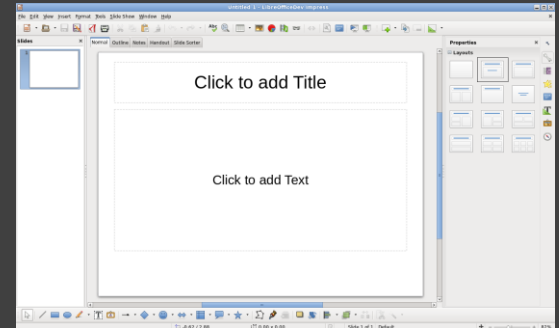 Untitled 1 - LibreOfficeDev Impress
File Edit View Insert Format Tools Slide Show Window Help
Slides
Normal Outline Notes Handout Slide Sorter
Properties
Layouts
Click to add Title
Click to add Text
Slide 1 of 1 Default